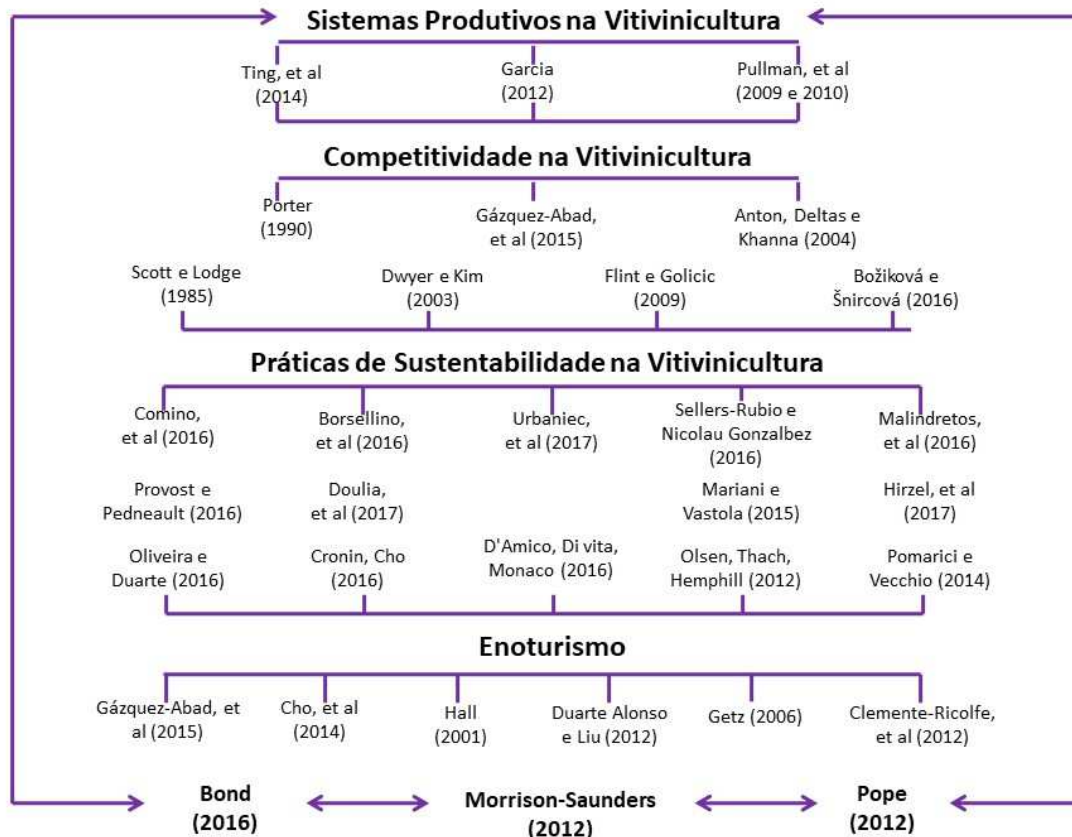 Sistemas Produtivos na Vitivinicultura
Ting, et al
(2014)
Garcia
(2012)
Pullman, et al
(2009 e 2010)
Competitividade na Vitivinicultura
Porter
(1990)
Gázquez-Abad,
et al (2015)
Anton, Deltas e
Khanna (2004)
Scott e Lodge
(1985)
Dwyer e Kim
(2003)
Flint e Golicic
(2009)
Božiková e
Šnircová (2016)
Práticas de Sustentabilidade na Vitivinicultura
Comino,
et al (2016)
Borsellino,
et al (2016)
Urbaniec,
et al (2017)
Sellers-Rubio e
Nicolau Gonzalbez
(2016)
Malindretos,
et al (2016)
Provost e
Pedneault (2016)
Doulia,
et al (2017)
Mariani e
Vastola (2015)
Hirzel, et al
(2017)
Oliveira e
Duarte (2016)
Cronin, Cho
(2016)
D'Amico, Di vita,
Monaco (2016)
Olsen, Thach,
Hemphill (2012)
Pomarici e
Vecchio (2014)
Enoturismo
Gázquez-Abad, et
al (2015)
Cho, et al
(2014)
Hall
(2001)
Duarte Alonso
e Liu (2012)
Getz (2006)
Clemente-Ricolfe,
et al (2012)
Bond
(2016)
Morrison-Saunders
(2012)
Pope
(2012)